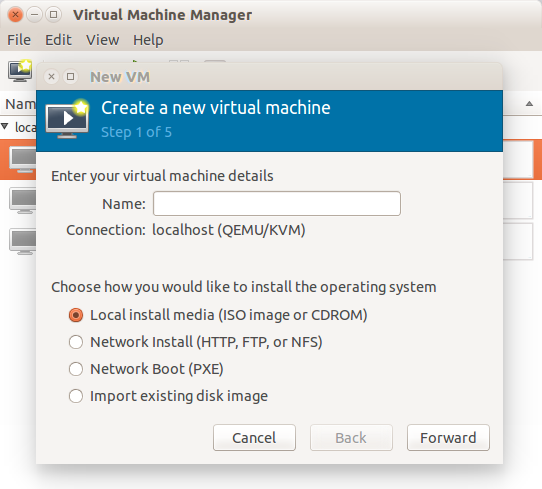 Virtual Machine Manager
File Edit View Help
New VM
Create a new virtual machine
Step 1 of 5
Enter your virtual machine details
Name:
Connection: localhost (QEMU/KVM)
Choose how you would like to install the operating system
Local install media (ISO image or CDROM)
Network Install (HTTP, FTP, or NFS)
Network Boot (PXE)
Import existing disk image
Cancel Back Forward